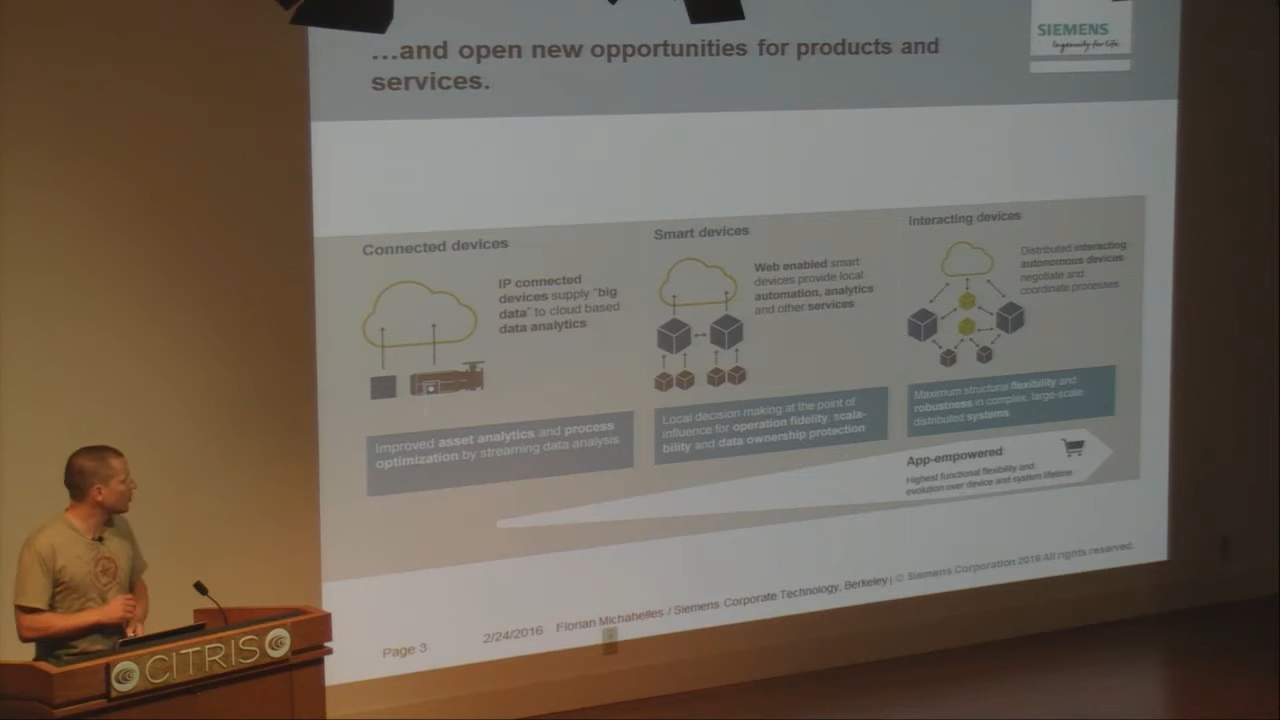 ...and open new opportunities for products and
services.
SIEMENS
Ingenuity for life
Connected devices
IP connected
devices supply "big
data" to cloud based
data analytics
Improved asset analytics and process
optimization by streaming data analysis
Smart devices
Web enabled smart
devices provide local
automation, analytics
and other services
Local decision making at the point of
influence for operation fidelity, scala-
bility and data ownership protection
Interacting devices
Distributed interacting
autonomous devices
negotiate and
coordinate processes
Maximum structural flexibility and
robustness in complex, large-scale
distributed systems
App-empowered
Highest functional flexibility and
evolution over device and system lifetime
Page 3
2/24/2016
Florian Michahelles / Siemens Corporate Technology, Berkeley | © Siemens Corporation 2016 All rights reserved.
CITRIS